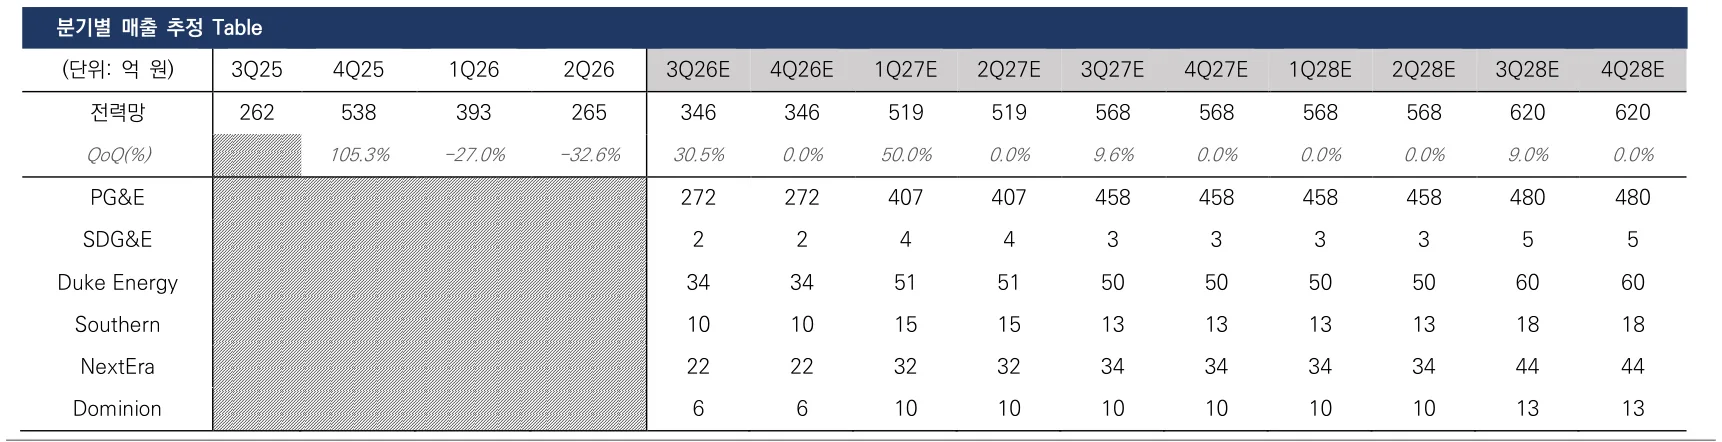 분기별 매출 추정 Table
(단위: 억 원) 3Q25 4Q25 1Q26 2Q26 3Q26E 4Q26E 1Q27E 2Q27E 3Q27E 4Q27E 1Q28E 2Q28E 3Q28E 4Q28E
전력망 262 538 393 265 346 346 519 519 568 568 568 568 620 620
QoQ(%) 105.3% -27.0% -32.6% 30.5% 0.0% 50.0% 0.0% 9.6% 0.0% 0.0% 0.0% 9.0% 0.0%
PG&E 272 272 407 407 458 458 458 458 480 480
SDG&E 2 2 4 4 3 3 3 3 5 5
Duke Energy 34 34 51 51 50 50 50 50 60 60
Southern 10 10 15 15 13 13 13 13 18 18
NextEra 22 22 32 32 34 34 34 34 44 44
Dominion 6 6 10 10 10 10 10 10 13 13